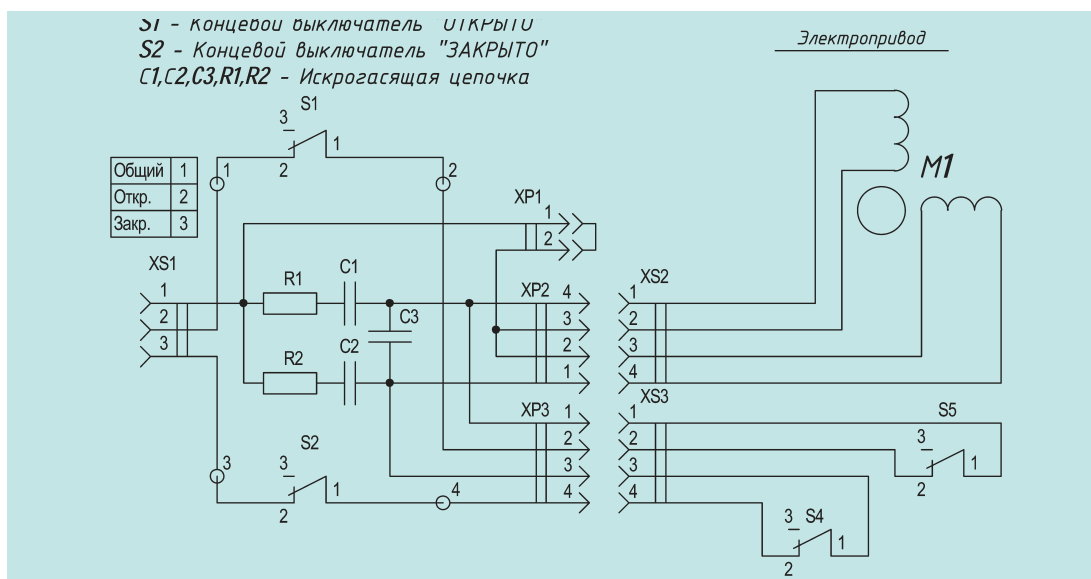 S1 - Концевой выключатель "ОТКРЫТО"
S2 - Концевой выключатель "ЗАКРЫТО"
C1,C2,C3,R1,R2 - Искрогасящая цепочка
Электропривод
S1
3
1
2
Общий 1
Откр. 2
Закр. 3
1
2
XP1
1
2
M1
XS1
1
2
3
R1
C1
C3
R2
C2
XP2
4
3
2
1
XS2
1
2
3
4
XP3
1
2
3
4
XS3
1
2
3
4
S5
3
1
2
S2
3
1
2
3
4
S4
3
1
2